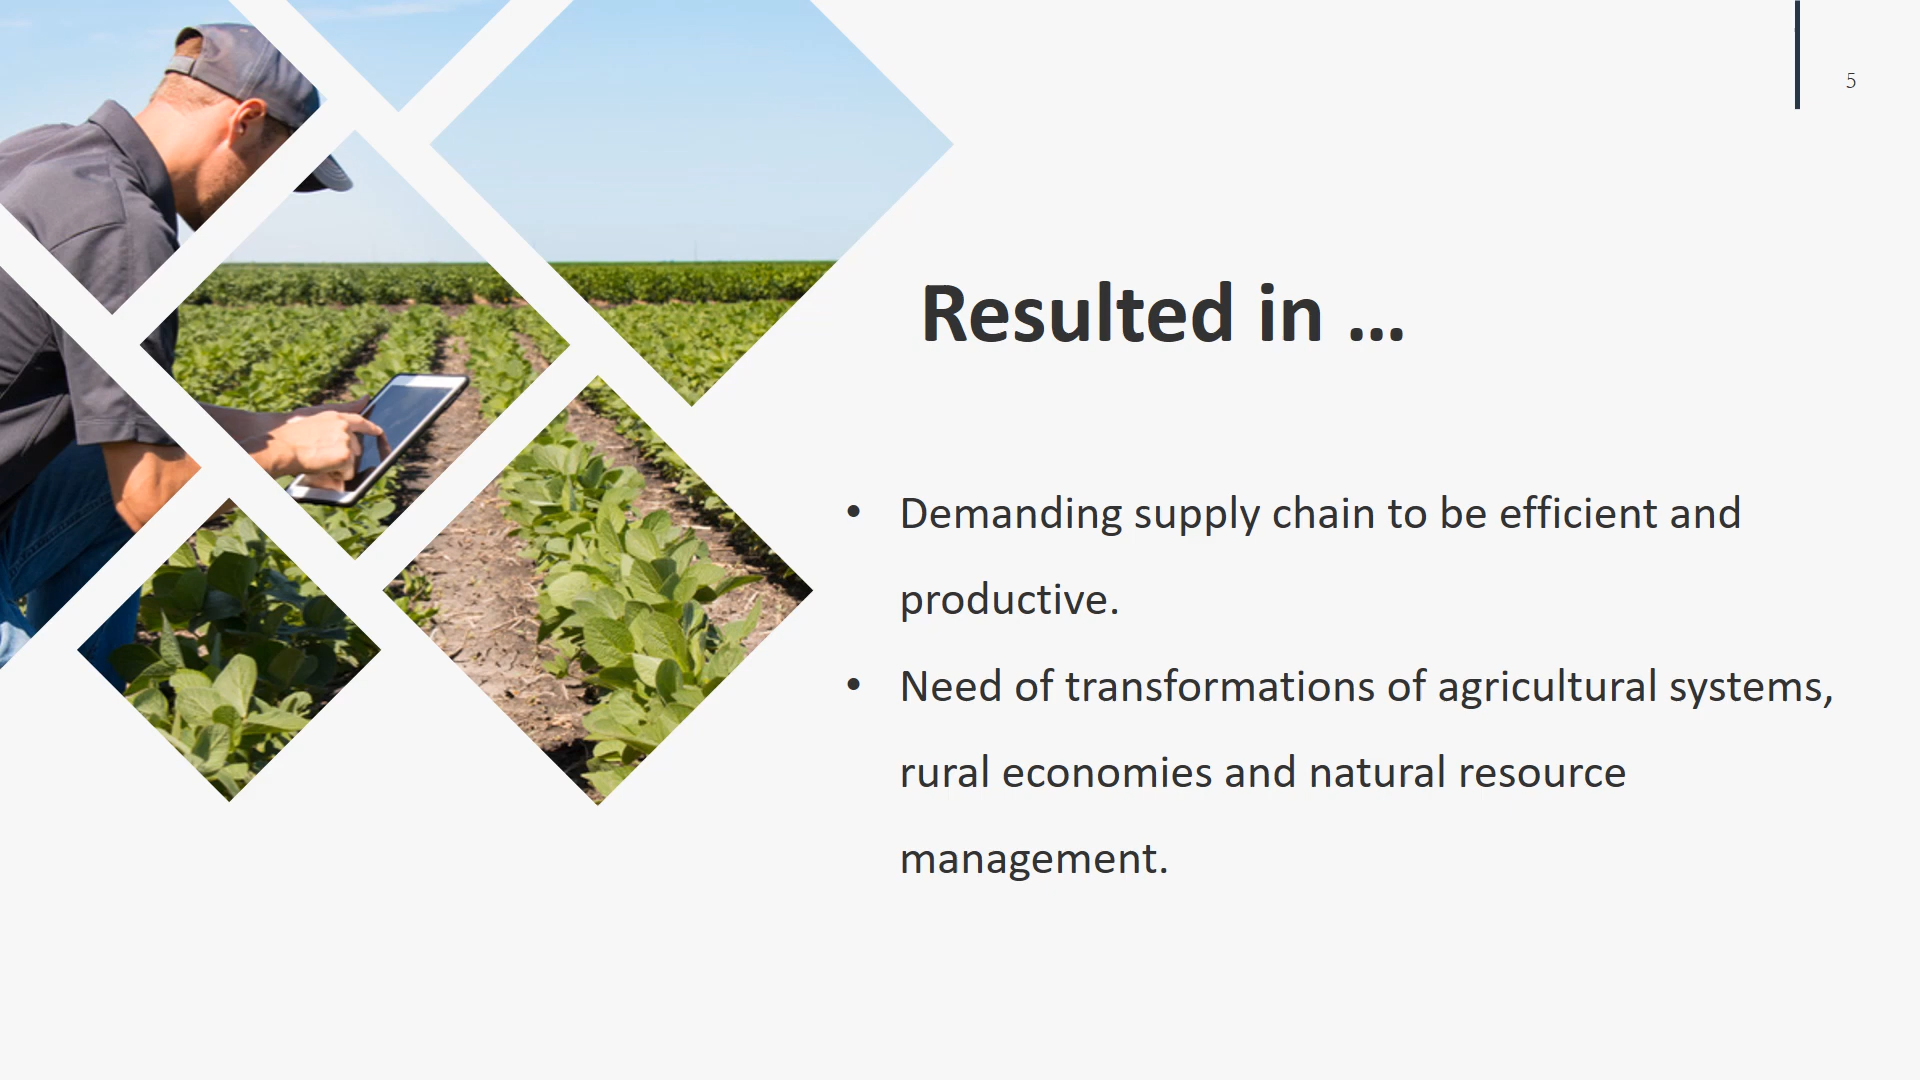 5
Resulted in ...
• Demanding supply chain to be efficient and
productive.
• Need of transformations of agricultural systems,
rural economies and natural resource
management.